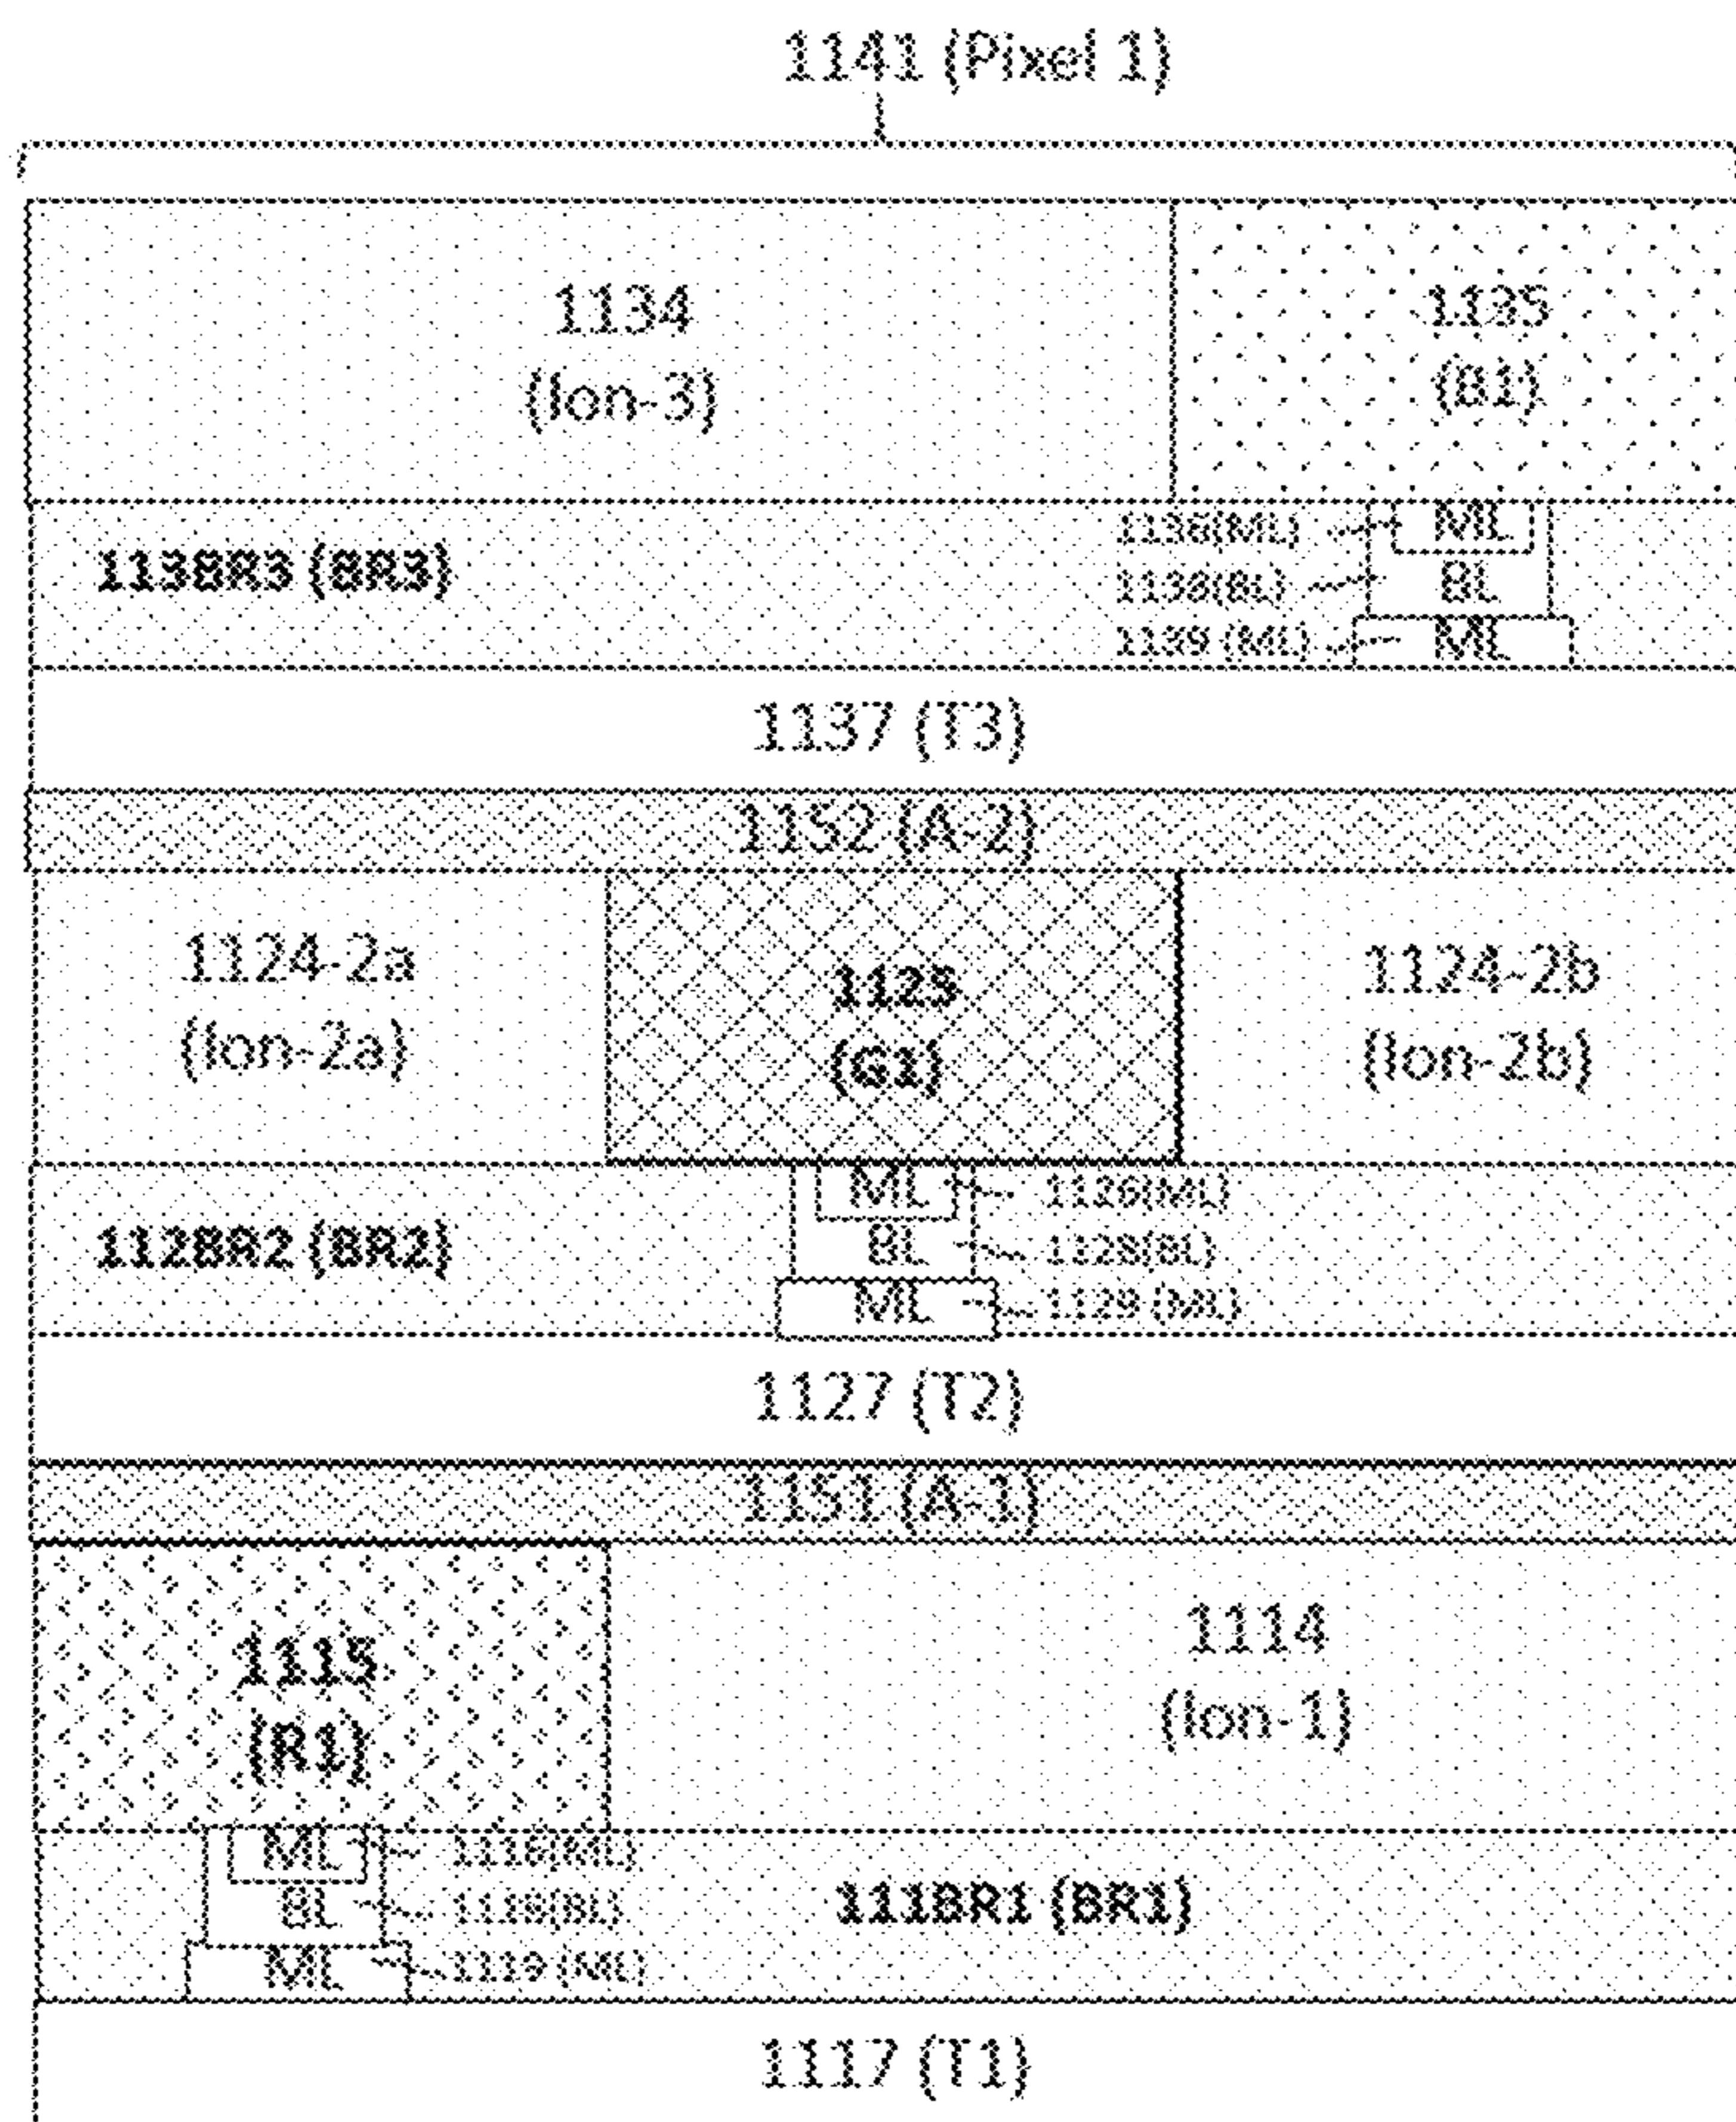 1141 (Pixel 1)
1134
(Ion-3)
1135
(B1)
113BR3 (BR3)
1136(ML)
ML
1138(BL)
BL
1139 (ML)
ML
1137 (T3)
1152 (A-2)
1124-2a
(Ion-2a)
1125
(G1)
1124-2b
(Ion-2b)
112BR2 (BR2)
ML
1126(ML)
BL
1128(BL)
ML
1129 (ML)
1127 (T2)
1151 (A-1)
1115
(R1)
1114
(Ion-1)
ML
1116(ML)
BL
1118(BL)
ML
1119 (ML)
111BR1 (BR1)
1117 (T1)